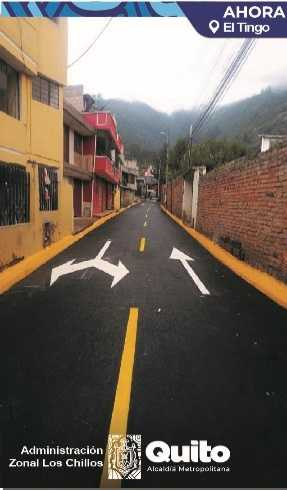 AHORA
El Tingo
Administración
Zonal Los Chillos
Quito
Alcaldía Metropolitana